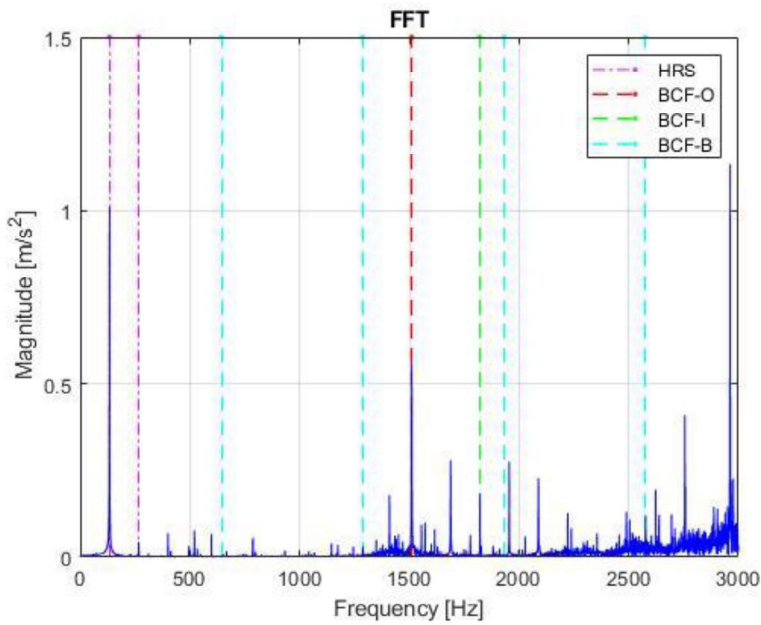 FFT
1.5
1
0.5
0
Magnitude [m/s²]
HRS
BCF-O
BCF-I
BCF-B
0 500 1000 1500 2000 2500 3000
Frequency [Hz]